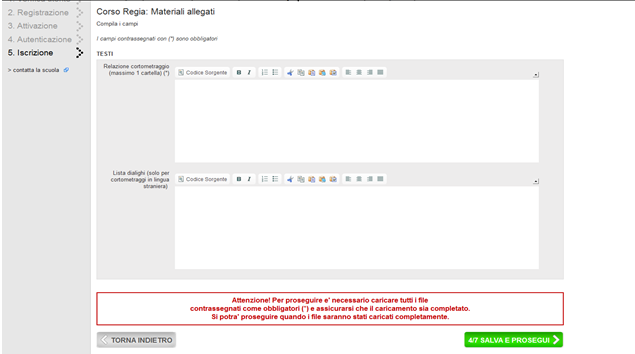 2. Registrazione
3. Attivazione
4. Autenticazione
5. Iscrizione
> contatta la scuola
Corso Regia: Materiali allegati
Compila i campi
I campi contrassegnati con (*) sono obbligatori
TESTI
Relazione cortometraggio
(massimo 1 cartella) (*)
Codice Sorgente B I
Lista dialighi (solo per
cortometraggi in lingua
straniera)
Codice Sorgente B I
Attenzione! Per proseguire e' necessario caricare tutti i file
contrassegnati come obbligatori (*) e assicurarsi che il caricamento sia completato.
Si potra' proseguire quando i file saranno stati caricati completamente.
TORNA INDIETRO
4/7 SALVA E PROSEGUI